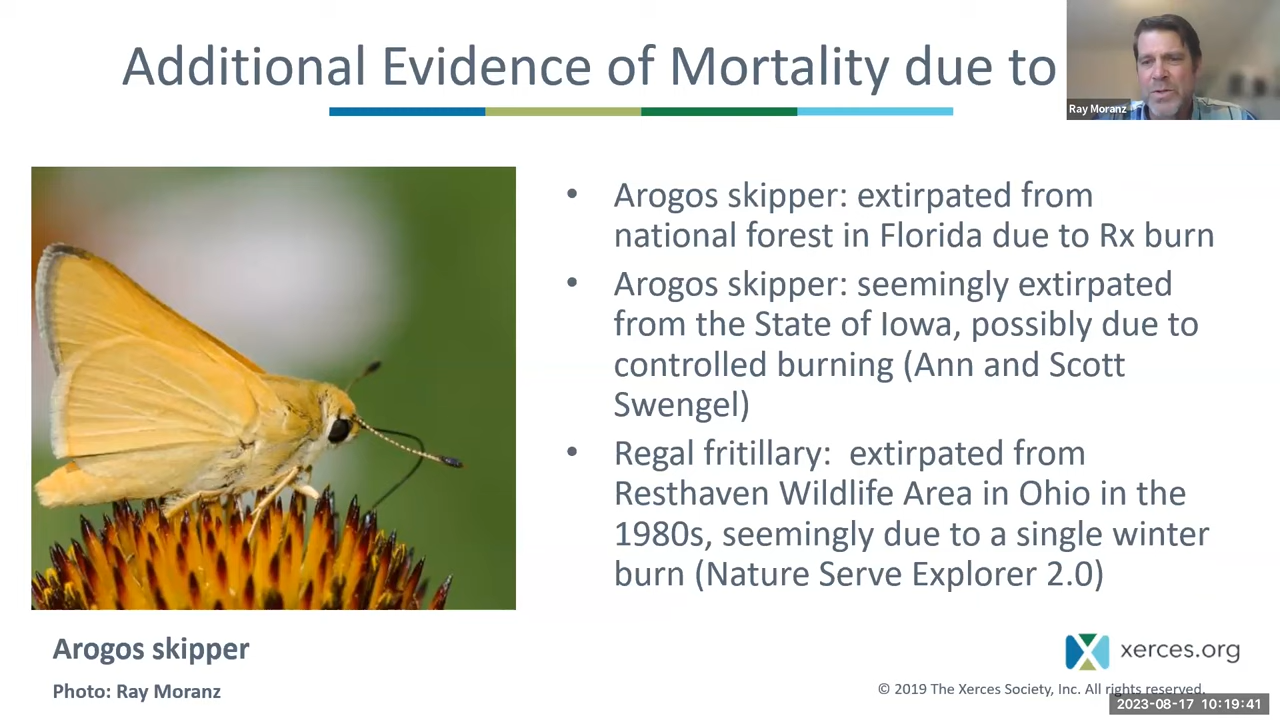 Additional Evidence of Mortality due to
Ray Moranz
• Arogos skipper: extirpated from
national forest in Florida due to Rx burn
• Arogos skipper: seemingly extirpated
from the State of Iowa, possibly due to
controlled burning (Ann and Scott
Swengel)
• Regal fritillary:  extirpated from
Resthaven Wildlife Area in Ohio in the
1980s, seemingly due to a single winter
burn (Nature Serve Explorer 2.0)
Arogos skipper
Photo: Ray Moranz
xerces.org
© 2019 The Xerces Society, Inc. All rights reserved.
2023-08-17 10:19:41